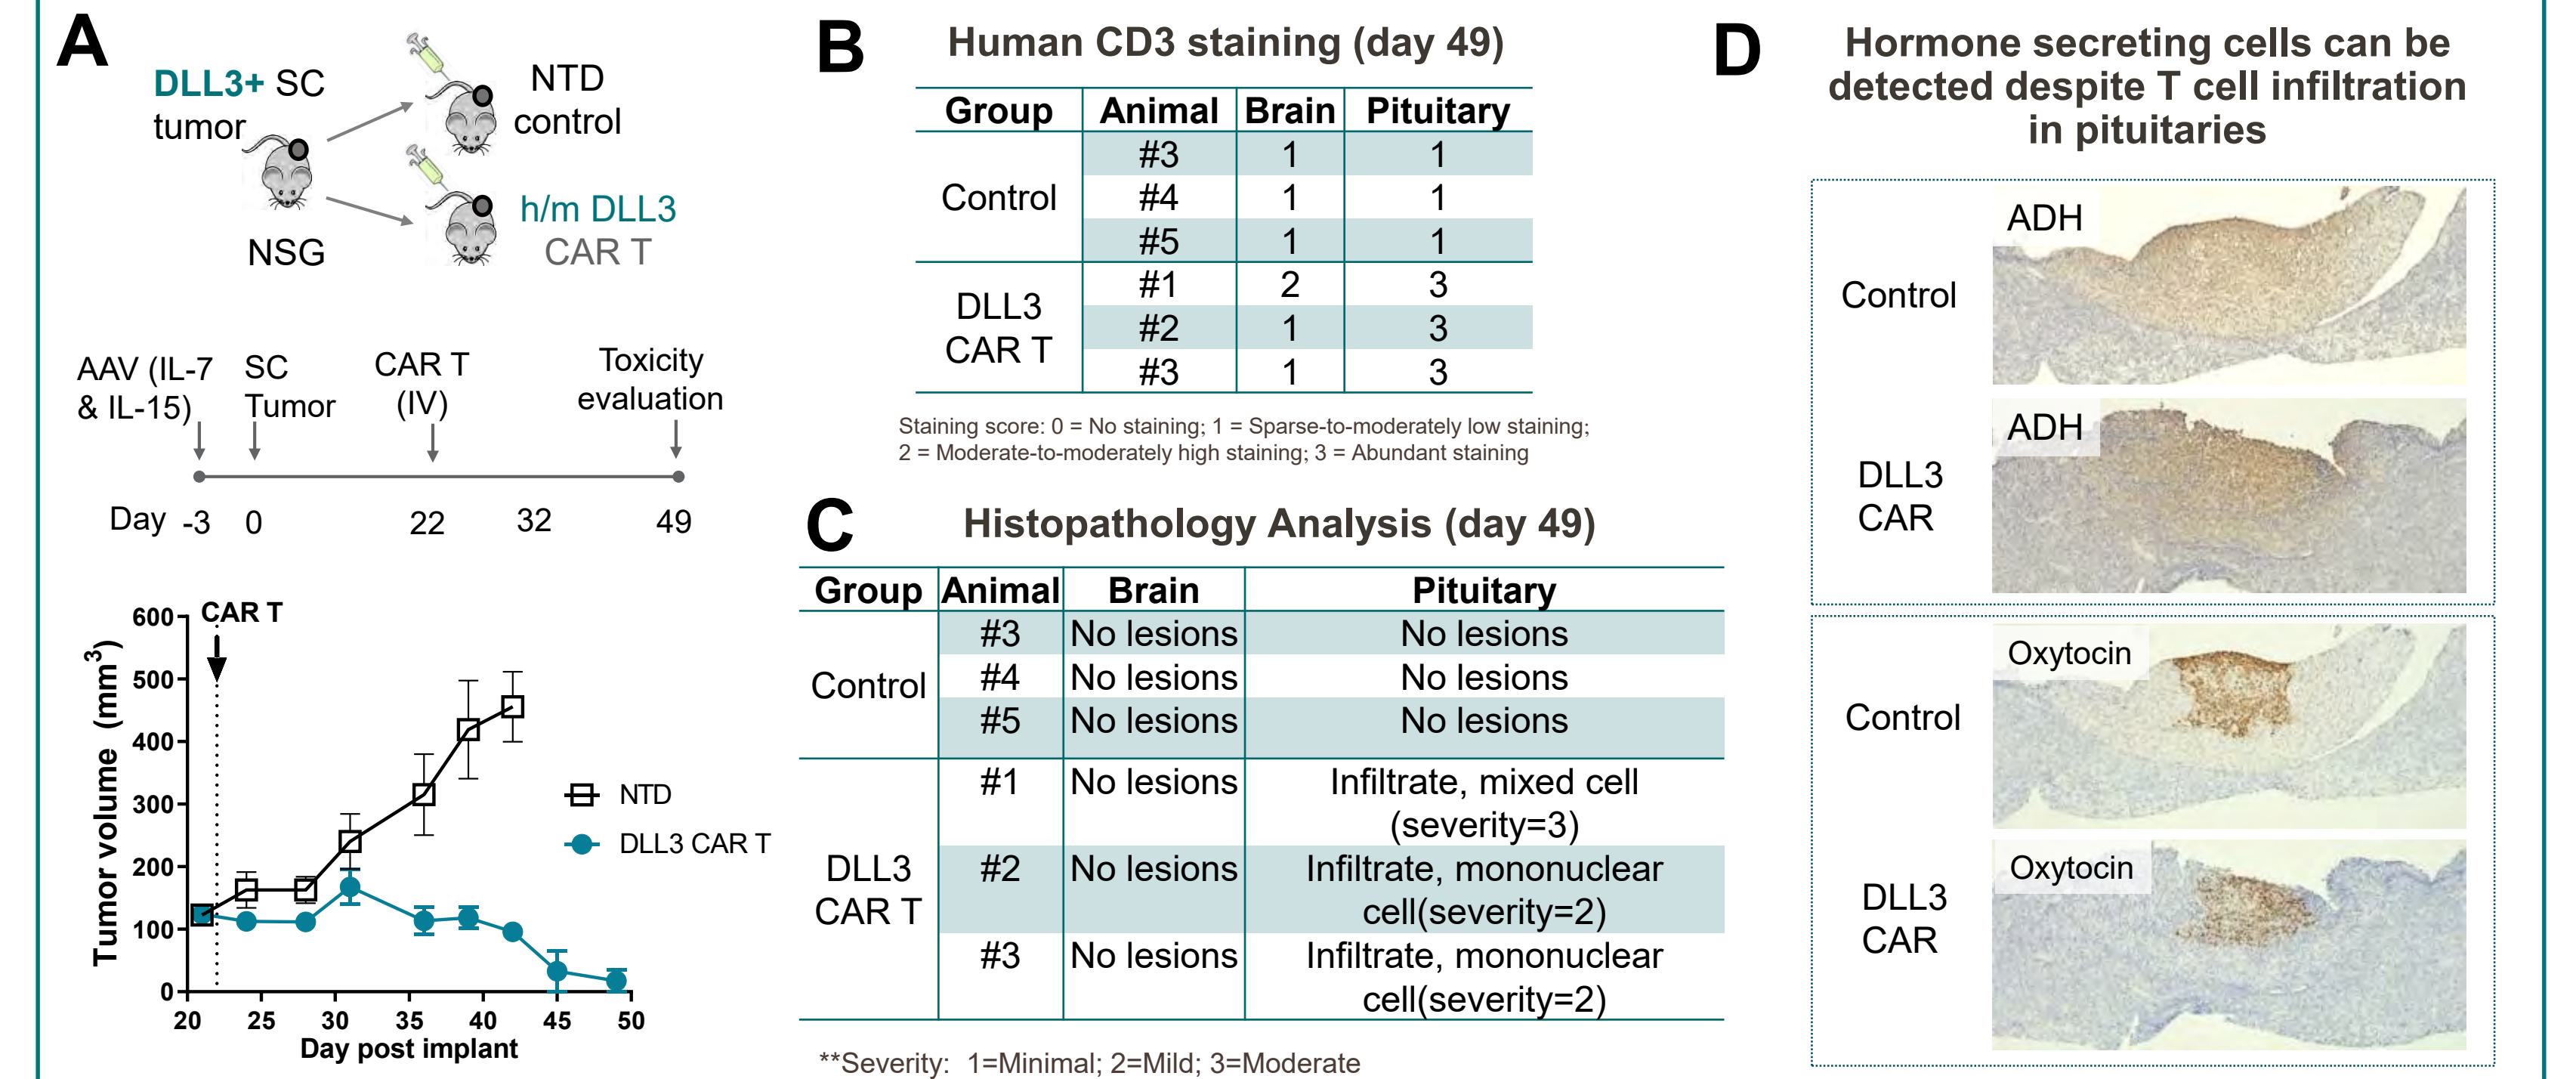 A
DLL3+ SC
tumor
NTD
control
NSG
h/m DLL3
CAR T
AAV (IL-7
& IL-15)
SC
Tumor
CAR T
(IV)
Toxicity
evaluation
Day -3 0 22 32 49
CAR T
600
500
400
300
200
100
0
Tumor volume (mm³)
20 25 30 35 40 45 50
Day post implant
NTD
DLL3 CAR T
B
Human CD3 staining (day 49)
Group Animal Brain Pituitary
Control
#3 1 1
#4 1 1
#5 1 1
DLL3
CAR T
#1 2 3
#2 1 3
#3 1 3
Staining score: 0 = No staining; 1 = Sparse-to-moderately low staining;
2 = Moderate-to-moderately high staining; 3 = Abundant staining
C
Histopathology Analysis (day 49)
Group Animal Brain Pituitary
Control
#3 No lesions No lesions
#4 No lesions No lesions
#5 No lesions No lesions
DLL3
CAR T
#1 No lesions Infiltrate, mixed cell
(severity=3)
#2 No lesions Infiltrate, mononuclear
cell(severity=2)
#3 No lesions Infiltrate, mononuclear
cell(severity=2)
**Severity: 1=Minimal; 2=Mild; 3=Moderate
D
Hormone secreting cells can be
detected despite T cell infiltration
in pituitaries
Control
ADH
DLL3
CAR
ADH
Control
Oxytocin
DLL3
CAR
Oxytocin